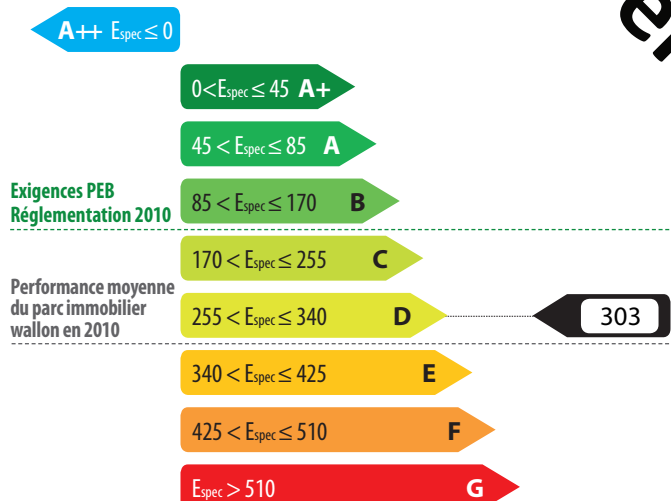 A++ Espec ≤ 0
0<Espec ≤ 45 A+
45 < Espec ≤ 85 A
Exigences PEB
Réglementation 2010
85 < Espec ≤ 170 B
170 < Espec ≤ 255 C
Performance moyenne
du parc immobilier
wallon en 2010
255 < Espec ≤ 340 D
303
340 < Espec ≤ 425 E
425 < Espec ≤ 510 F
Espec > 510 G